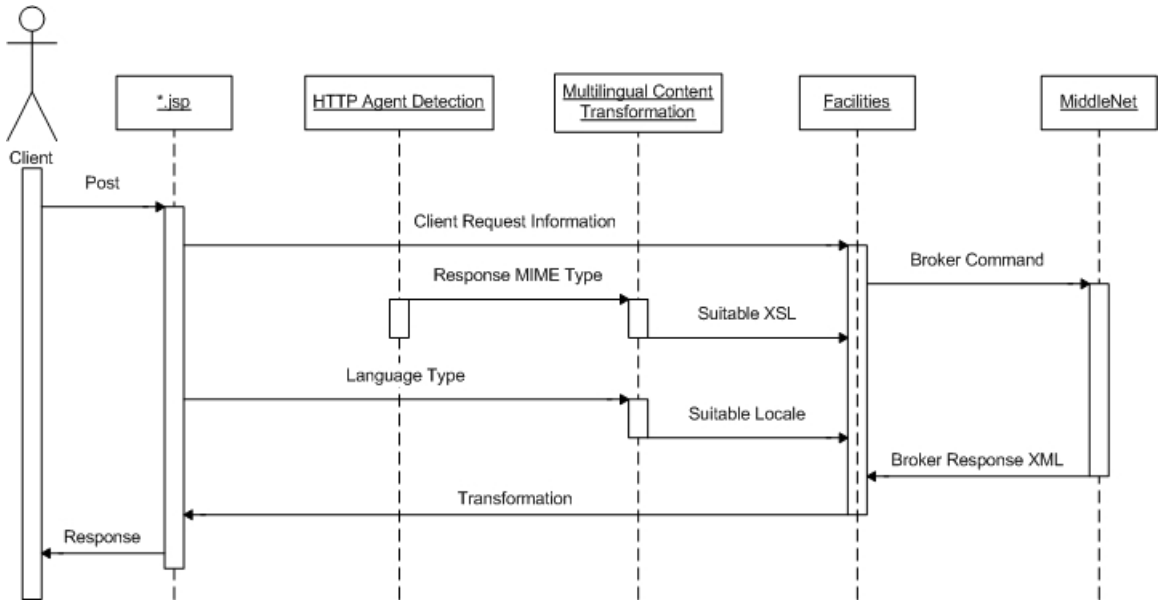 *.jsp
HTTP Agent Detection
Multilingual Content
Transformation
Facilities
MiddleNet
Client
Post
Client Request Information
Broker Command
Response MIME Type
Suitable XSL
Language Type
Suitable Locale
Broker Response XML
Transformation
Response